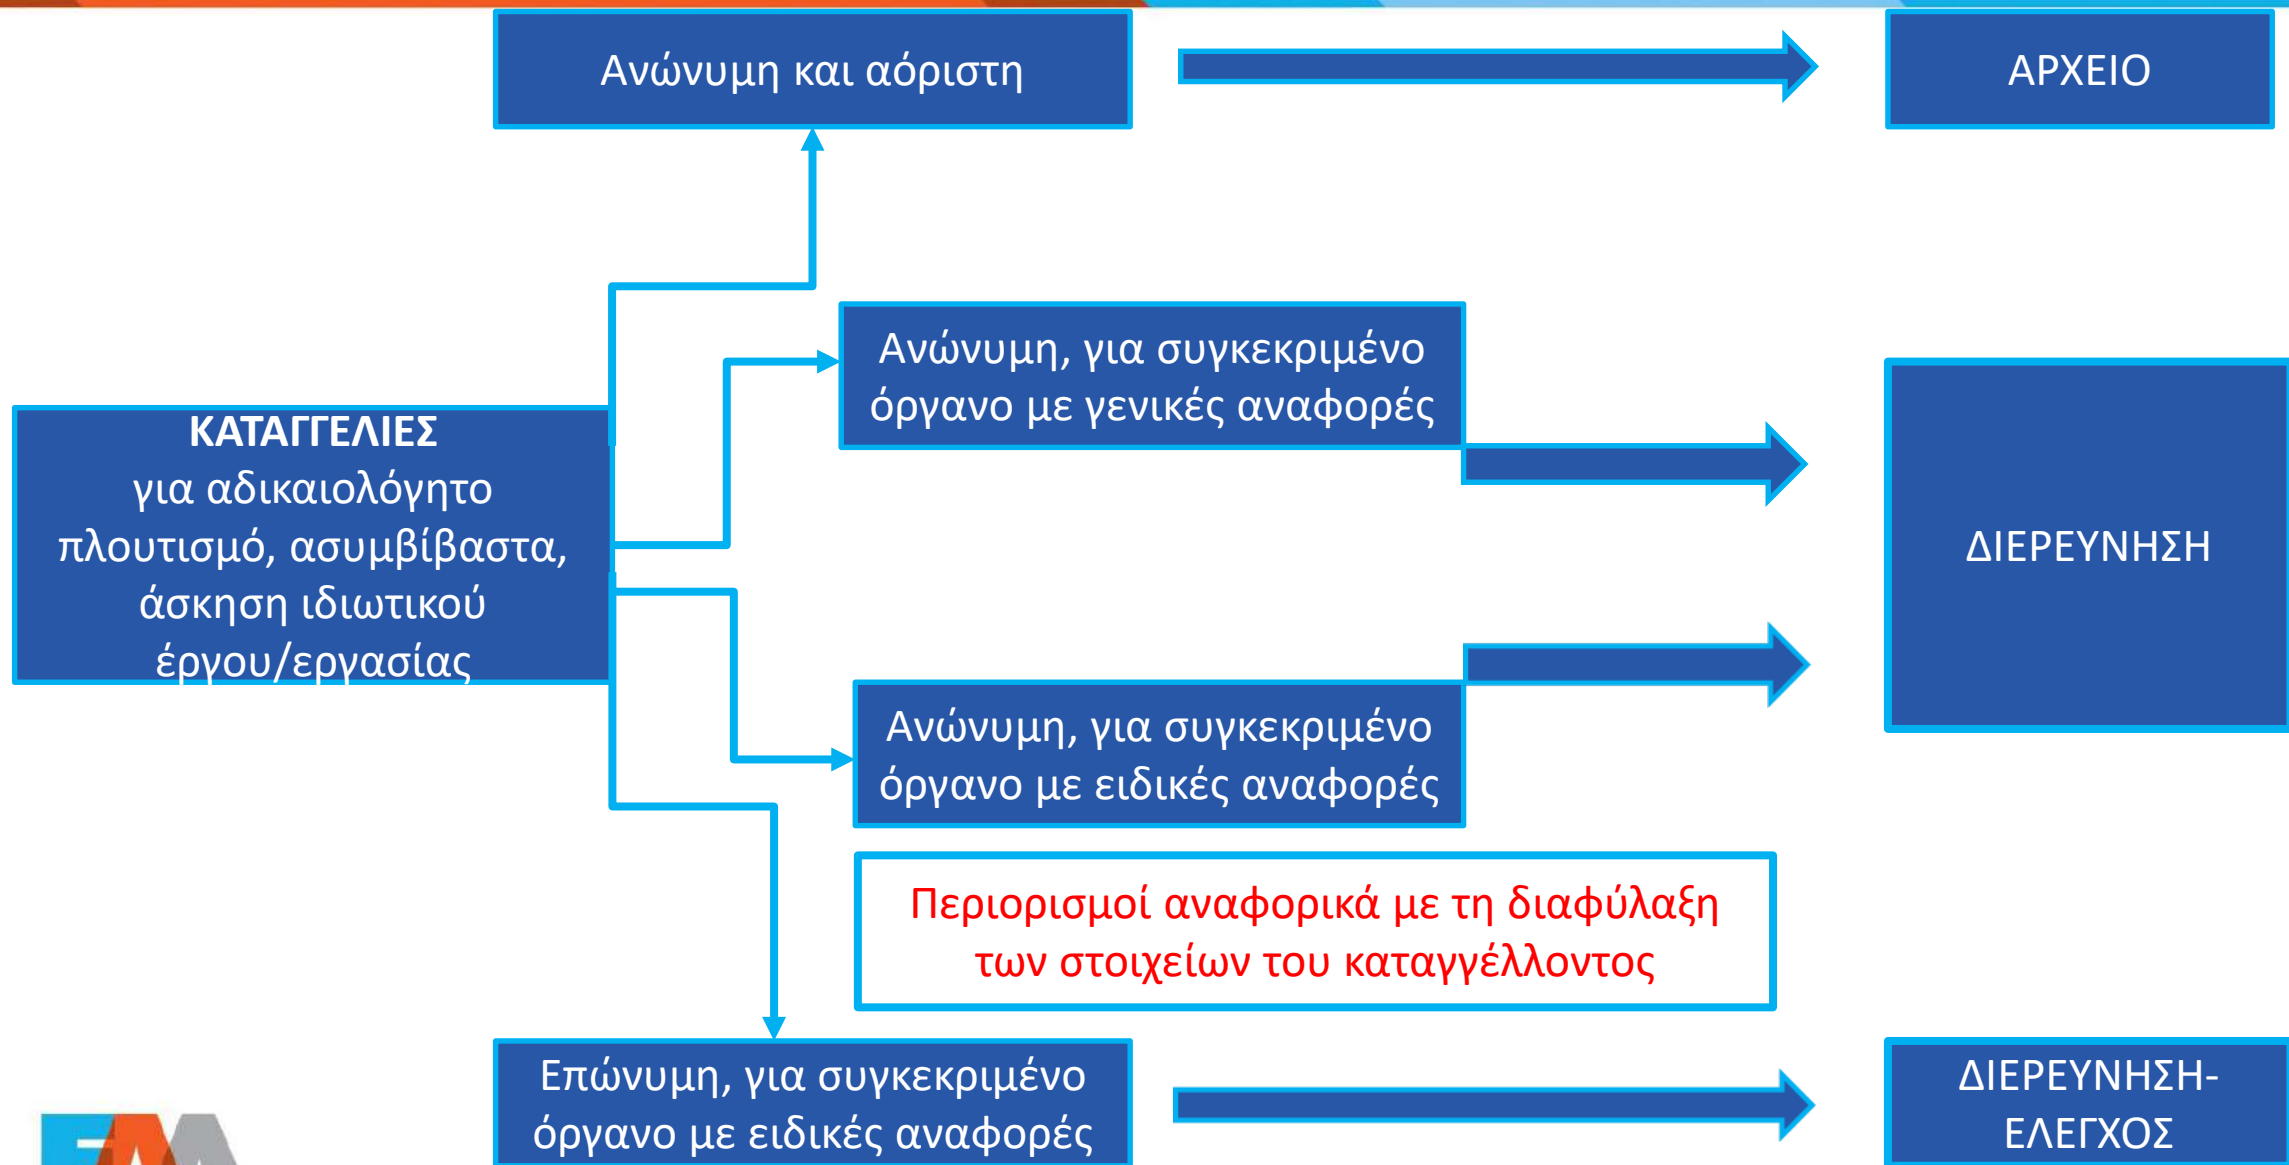 Ανώνυμη και αόριστη
ΑΡΧΕΙΟ
Ανώνυμη, για συγκεκριμένο
όργανο με γενικές αναφορές
ΚΑΤΑΓΓΕΛΙΕΣ
για αδικαιολόγητο
πλουτισμό, ασυμβίβαστα,
άσκηση ιδιωτικού
έργου/εργασίας
ΔΙΕΡΕΥΝΗΣΗ
Ανώνυμη, για συγκεκριμένο
όργανο με ειδικές αναφορές
Περιορισμοί αναφορικά με τη διαφύλαξη
των στοιχείων του καταγγέλλοντος
Επώνυμη, για συγκεκριμένο
όργανο με ειδικές αναφορές
ΔΙΕΡΕΥΝΗΣΗ-
ΕΛΕΓΧΟΣ